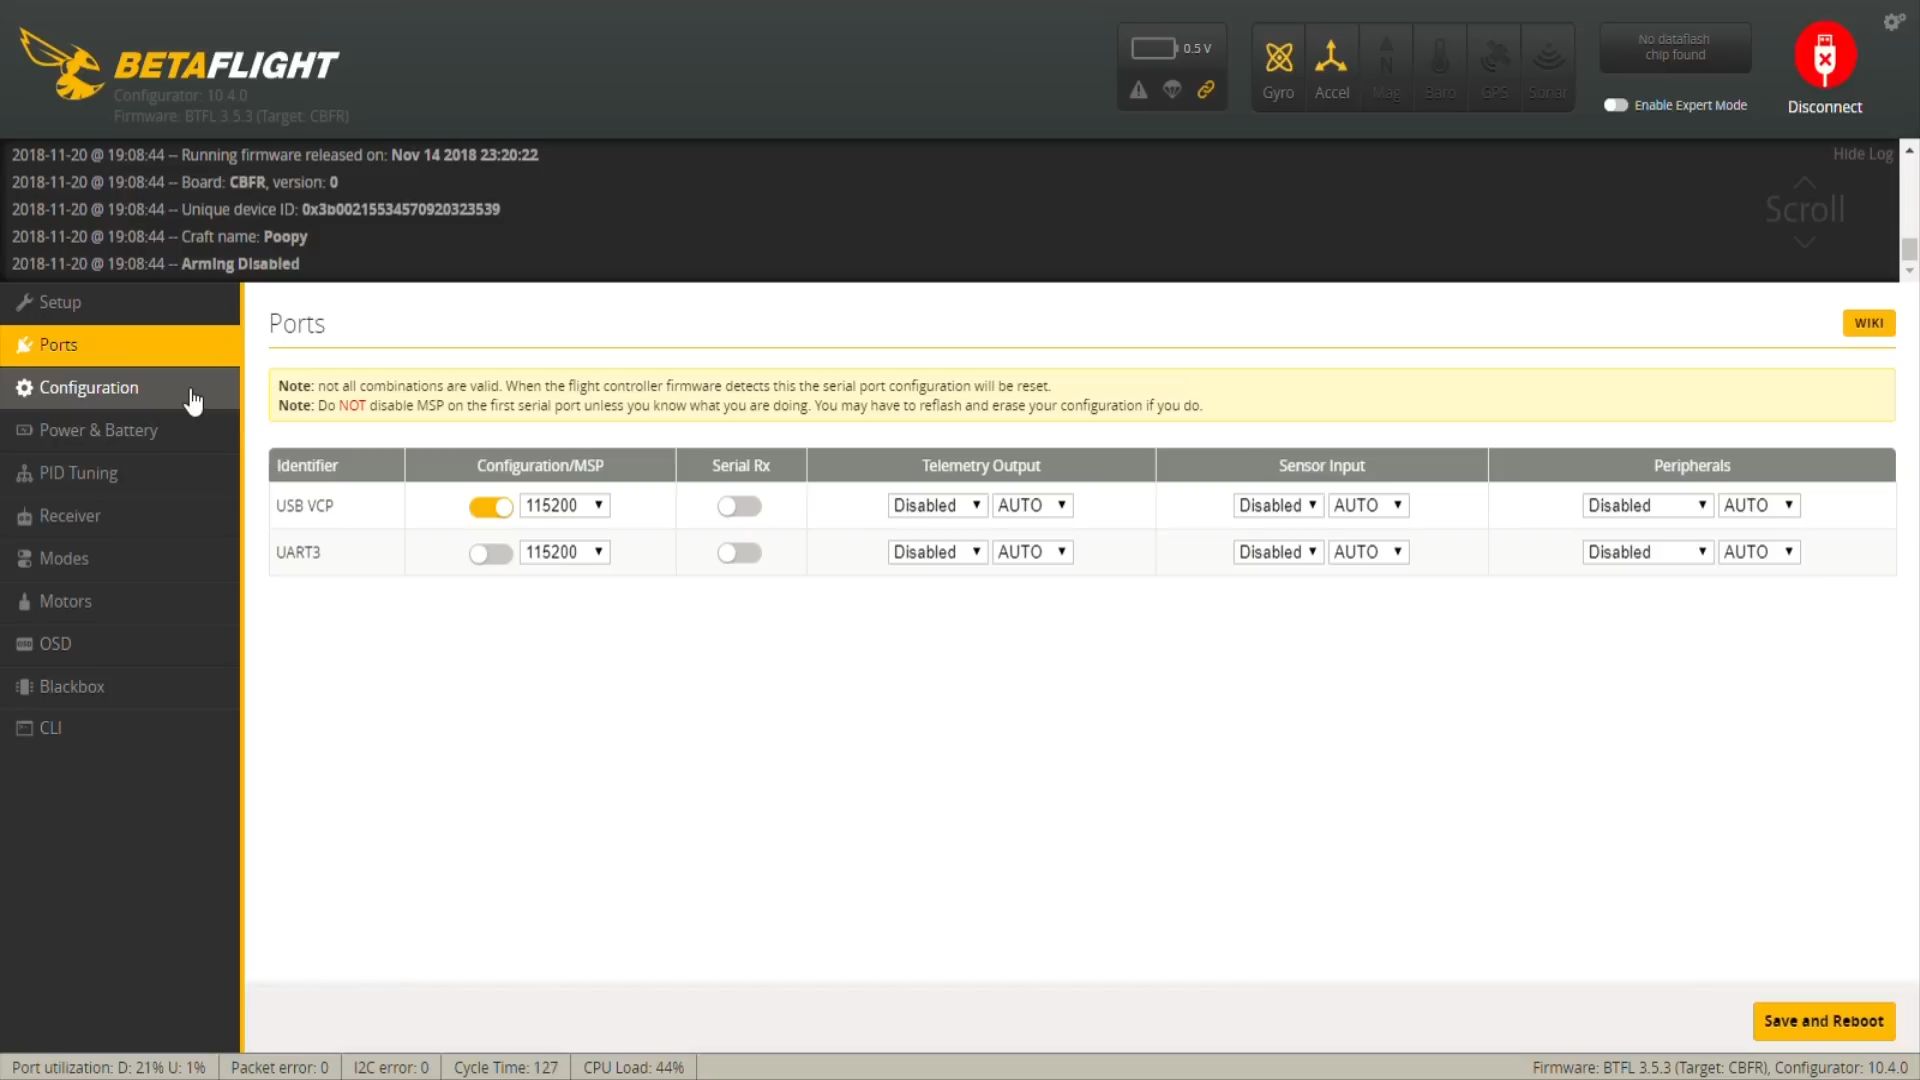 BETAFLIGHT
Configurator: 10.4.0
Firmware: BTFL 3.5.3 (Target: CBFR)
0.5 V
Gyro
Accel
Mag
Baro
GPS
Sonar
No dataflash
chip found
Enable Expert Mode
Disconnect
2018-11-20 @ 19:08:44 -- Running firmware released on: Nov 14 2018 23:20:22
2018-11-20 @ 19:08:44 -- Board: CBFR, version: 0
2018-11-20 @ 19:08:44 -- Unique device ID: 0x3b00215534570920323539
2018-11-20 @ 19:08:44 -- Craft name: Poopy
2018-11-20 @ 19:08:44 -- Arming Disabled
Hide Log
Scroll
Setup
Ports
Configuration
Power & Battery
PID Tuning
Receiver
Modes
Motors
OSD
Blackbox
CLI
Ports
WIKI
Note: not all combinations are valid. When the flight controller firmware detects this the serial port configuration will be reset.
Note: Do NOT disable MSP on the first serial port unless you know what you are doing. You may have to reflash and erase your configuration if you do.
Identifier Configuration/MSP Serial Rx Telemetry Output Sensor Input Peripherals
USB VCP 115200 Disabled AUTO Disabled AUTO Disabled AUTO
UART3 115200 Disabled AUTO Disabled AUTO Disabled AUTO
Save and Reboot
Port utilization: D: 21% U: 1% Packet error: 0 I2C error: 0 Cycle Time: 127 CPU Load: 44% Firmware: BTFL 3.5.3 (Target: CBFR), Configurator: 10.4.0